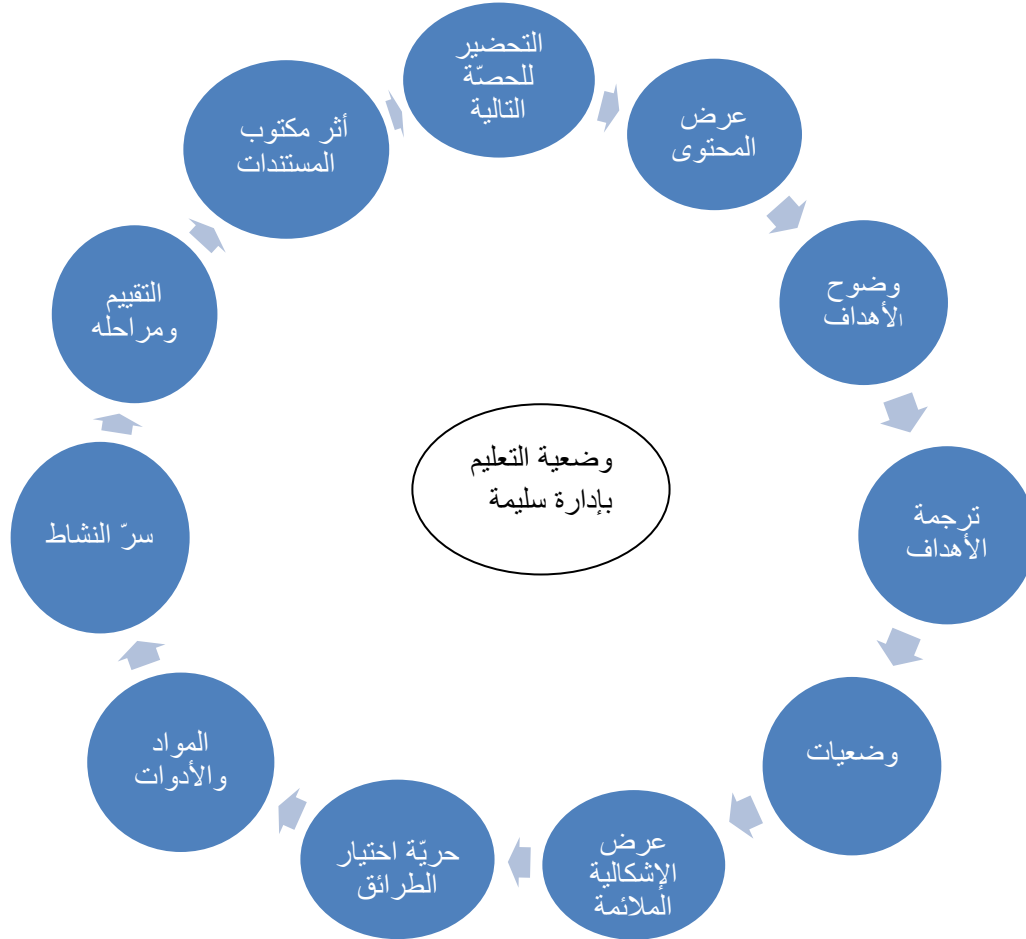 التحضير
للحصّة
التالية
عرض
المحتوى
وضوح
الأهداف
ترجمة
الأهداف
وضعيات
عرض
الإشكالية
الملائمة
حريّة اختيار
الطرائق
المواد
والأدوات
سرّ النشاط
التقييم
ومراحله
أثر مكتوب
المستندات
وضعية التعليم
بإدارة سليمة